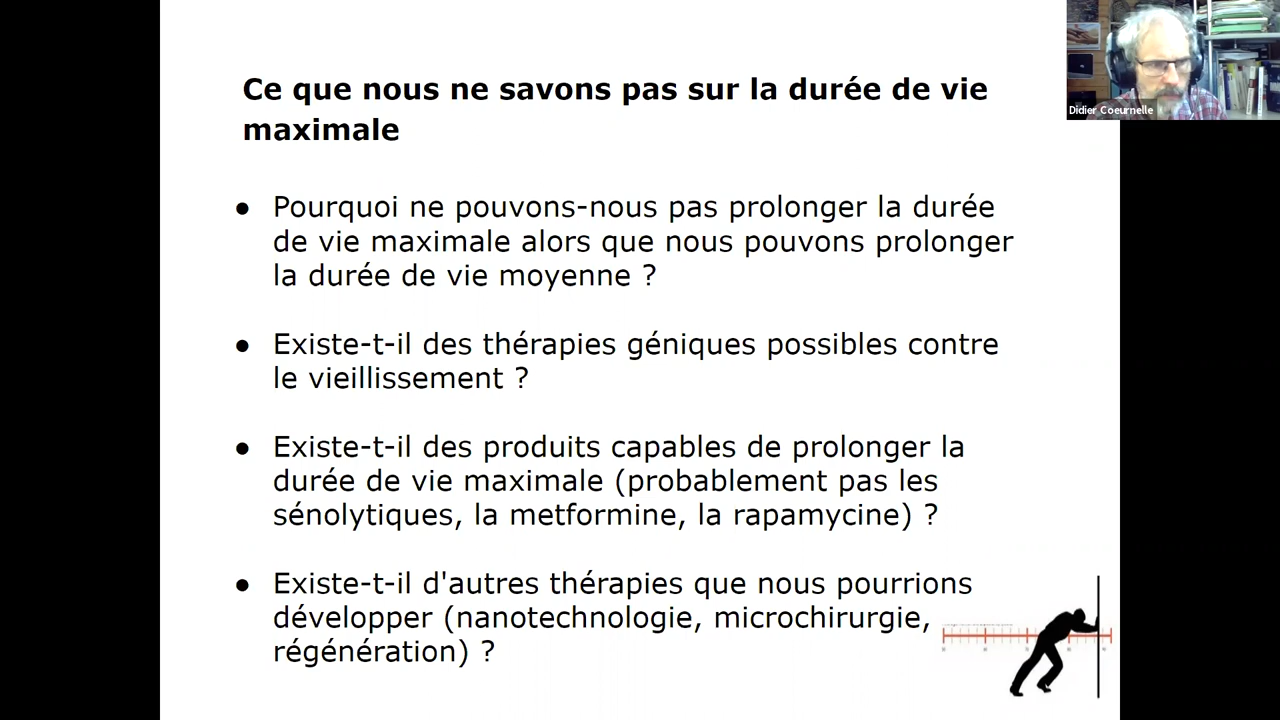 Ce que nous ne savons pas sur la durée de vie
maximale
● Pourquoi ne pouvons-nous pas prolonger la durée
de vie maximale alors que nous pouvons prolonger
la durée de vie moyenne ?
● Existe-t-il des thérapies géniques possibles contre
le vieillissement ?
● Existe-t-il des produits capables de prolonger la
durée de vie maximale (probablement pas les
sénolytiques, la metformine, la rapamycine) ?
● Existe-t-il d'autres thérapies que nous pourrions
développer (nanotechnologie, microchirurgie,
régénération) ?
Didier Coeurnelle